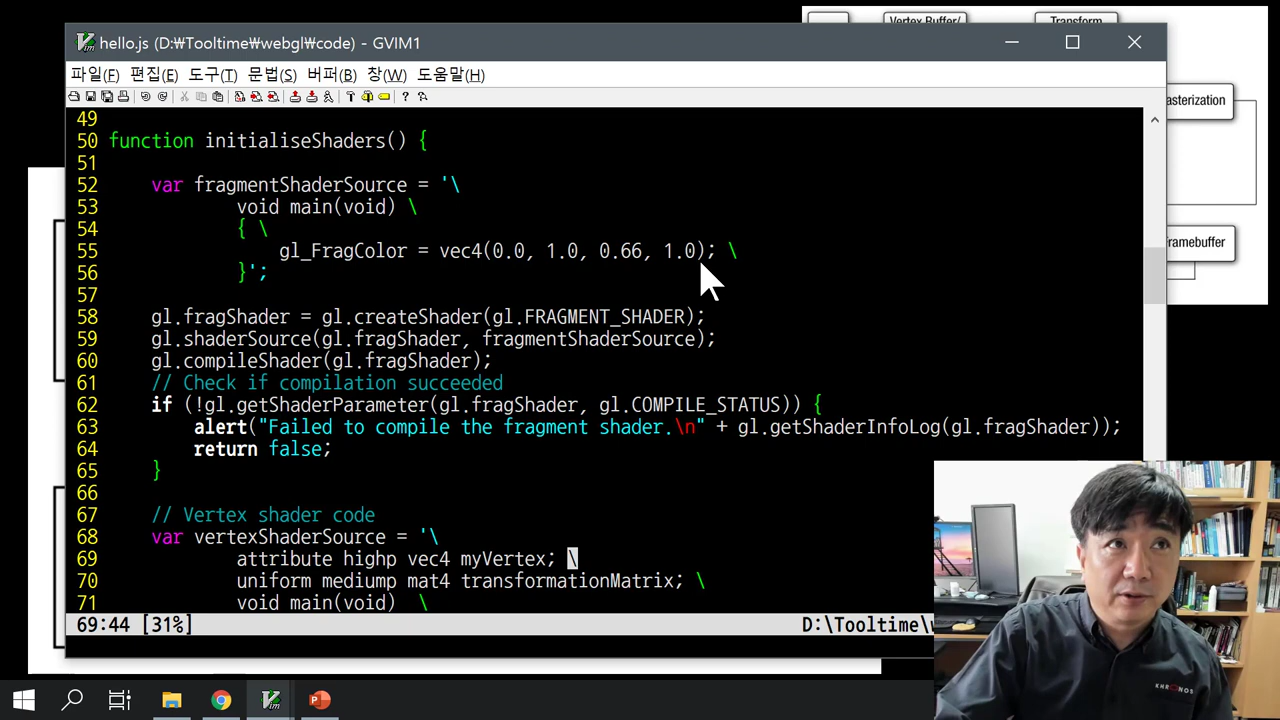 Vertex Buffer/
Transform
hello.js (D:₩Tooltime₩webgl₩code) - GVIM1
파일(F) 편집(E) 도구(T) 문법(S) 버퍼(B) 창(W) 도움말(H)
asterization
ramebuffer
49
50 function initialiseShaders() {
51
52     var fragmentShaderSource = '\
53             void main(void) \
54             { \
55                 gl_FragColor = vec4(0.0, 1.0, 0.66, 1.0); \
56             }';
57
58     gl.fragShader = gl.createShader(gl.FRAGMENT_SHADER);
59     gl.shaderSource(gl.fragShader, fragmentShaderSource);
60     gl.compileShader(gl.fragShader);
61     // Check if compilation succeeded
62     if (!gl.getShaderParameter(gl.fragShader, gl.COMPILE_STATUS)) {
63         alert("Failed to compile the fragment shader.\n" + gl.getShaderInfoLog(gl.fragShader));
64         return false;
65     }
66
67     // Vertex shader code
68     var vertexShaderSource = '\
69             attribute highp vec4 myVertex; \
70             uniform mediump mat4 transformationMatrix; \
71             void main(void)  \
69:44 [31%] D:\Tooltime\
KHRONOS